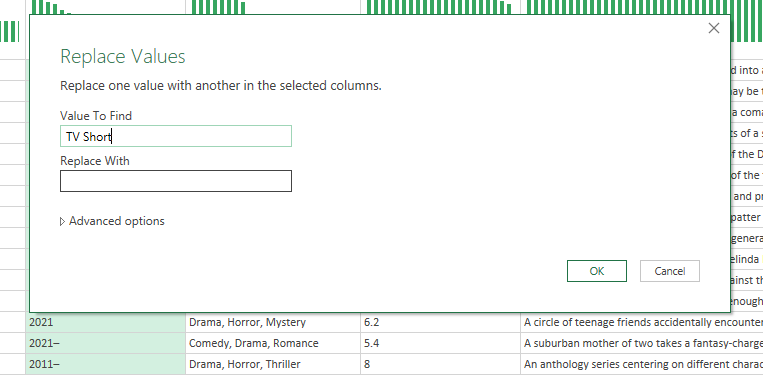 Replace Values
Replace one value with another in the selected columns.
Value To Find
TV Short
Replace With
Advanced options
OK
Cancel
d into a
may be t
a coma
ts of a s
f the D
of the
and pr
patter
genera
elinda
ainst th
enough
2021 Drama, Horror, Mystery 6.2 A circle of teenage friends accidentally encounter
2021– Comedy, Drama, Romance 5.4 A suburban mother of two takes a fantasy-charge
2011– Drama, Horror, Thriller 8 An anthology series centering on different charac